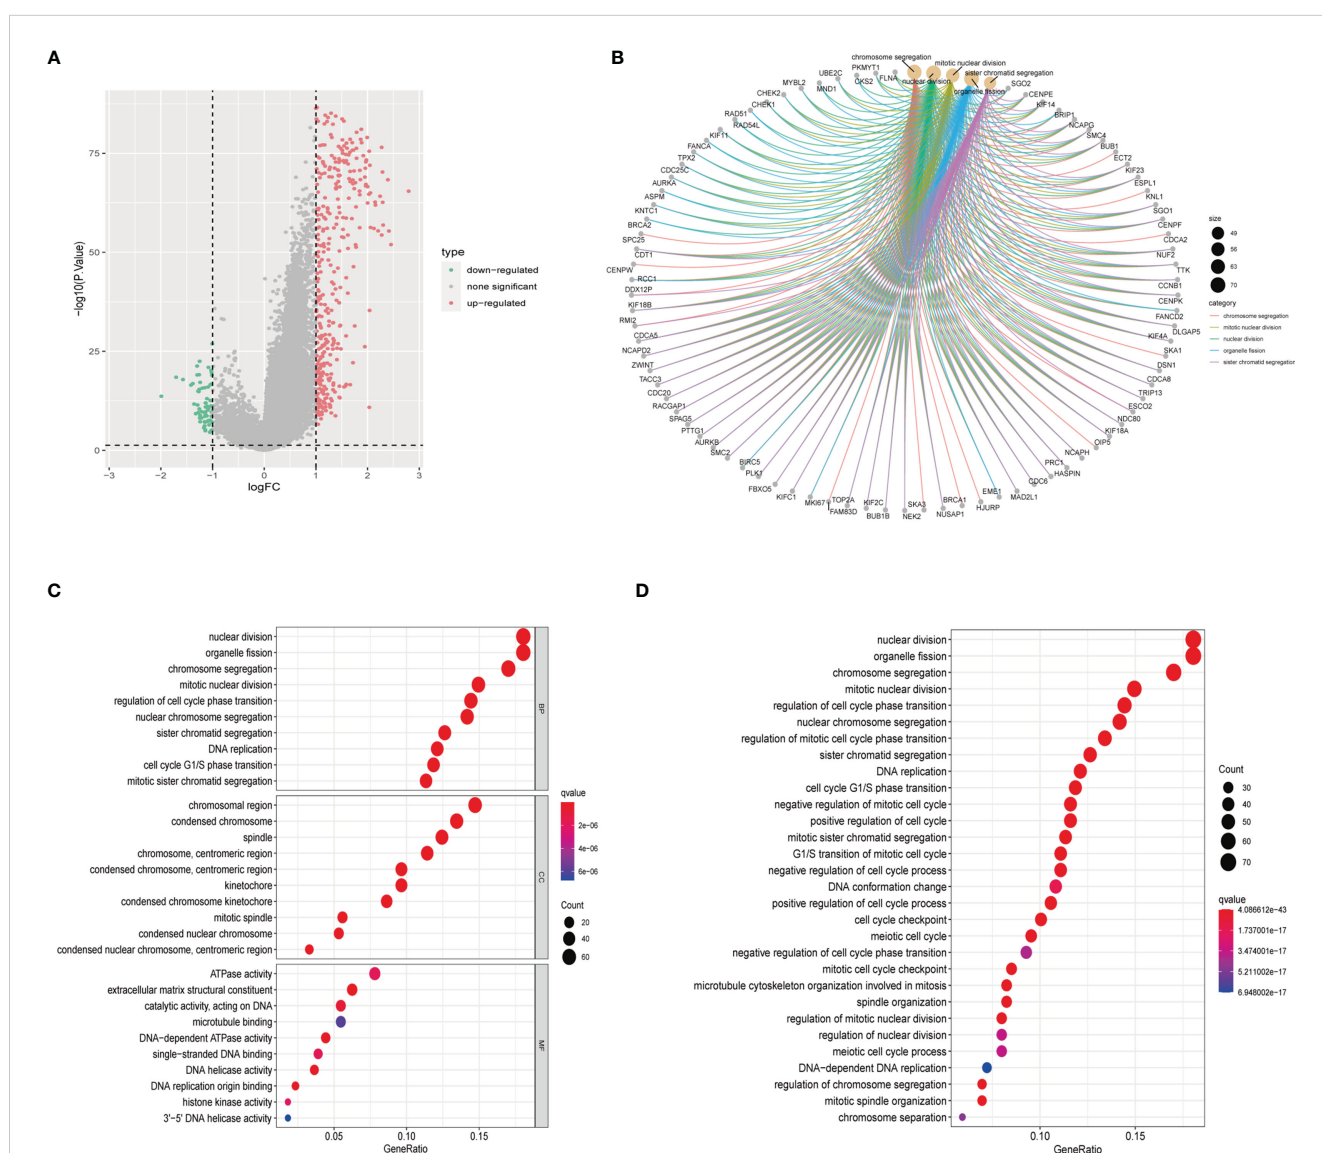 A
75
50
25
0
−3
−2
−1
0
1
2
3
−log10(P.Value)
logFC
type
down−regulated
none significant
up−regulated
B
chromosome segregation
mitotic nuclear division
sister chromatid segregation
nuclear division
organelle fission
FLNA
PKMYT1
CKS2
UBE2C
MND1
MYBL2
CHEK2
CHEK1
RAD51
RAD54L
KIF11
FANCA
TPX2
CDC25C
AURKA
ASPM
KNTC1
BRCA2
SPC25
CDT1
CENPW
RCC1
DDX12P
KIF18B
RMI2
CDCA5
NCAPD2
ZWINT
TACC3
CDC20
RACGAP1
SPAG5
PTTG1
AURKB
SMC2
BIRC5
PLK1
FBXO5
KIFC1
MKI67
TOP2A
FAM83D
KIF2C
BUB1B
SKA3
NEK2
BRCA1
NUSAP1
HJURP
EME1
MAD2L1
CDC6
HASPIN
PRC1
NCAPH
OIP5
KIF18A
NDC80
ESCO2
TRIP13
CDCA8
DSN1
SKA1
KIF4A
DLGAP5
FANCD2
CENPK
CCNB1
TTK
NUF2
CDCA2
CENPF
SGO1
KNL1
ESPL1
KIF23
ECT2
BUB1
SMC4
NCAPG
BRIP1
KIF14
CENPE
SGO2
size
49
56
63
70
category
chromosome segregation
mitotic nuclear division
nuclear division
organelle fission
sister chromatid segregation
C
nuclear division
organelle fission
chromosome segregation
mitotic nuclear division
regulation of cell cycle phase transition
nuclear chromosome segregation
sister chromatid segregation
DNA replication
cell cycle G1/S phase transition
mitotic sister chromatid segregation
BP
chromosomal region
condensed chromosome
spindle
chromosome, centromeric region
condensed chromosome, centromeric region
kinetochore
condensed chromosome kinetochore
mitotic spindle
condensed nuclear chromosome
condensed nuclear chromosome, centromeric region
CC
ATPase activity
extracellular matrix structural constituent
catalytic activity, acting on DNA
microtubule binding
DNA−dependent ATPase activity
single−stranded DNA binding
DNA helicase activity
DNA replication origin binding
histone kinase activity
3'−5' DNA helicase activity
MF
0.05
0.10
0.15
GeneRatio
qvalue
2e−06
4e−06
6e−06
Count
20
40
60
D
nuclear division
organelle fission
chromosome segregation
mitotic nuclear division
regulation of cell cycle phase transition
nuclear chromosome segregation
regulation of mitotic cell cycle phase transition
sister chromatid segregation
DNA replication
cell cycle G1/S phase transition
negative regulation of mitotic cell cycle
positive regulation of cell cycle
mitotic sister chromatid segregation
G1/S transition of mitotic cell cycle
negative regulation of cell cycle process
DNA conformation change
positive regulation of cell cycle process
cell cycle checkpoint
meiotic cell cycle
negative regulation of cell cycle phase transition
mitotic cell cycle checkpoint
microtubule cytoskeleton organization involved in mitosis
spindle organization
regulation of mitotic nuclear division
regulation of nuclear division
meiotic cell cycle process
DNA−dependent DNA replication
regulation of chromosome segregation
mitotic spindle organization
chromosome separation
0.10
0.15
GeneRatio
Count
30
40
50
60
70
qvalue
4.086612e−43
1.737001e−17
3.474001e−17
5.211002e−17
6.948002e−17